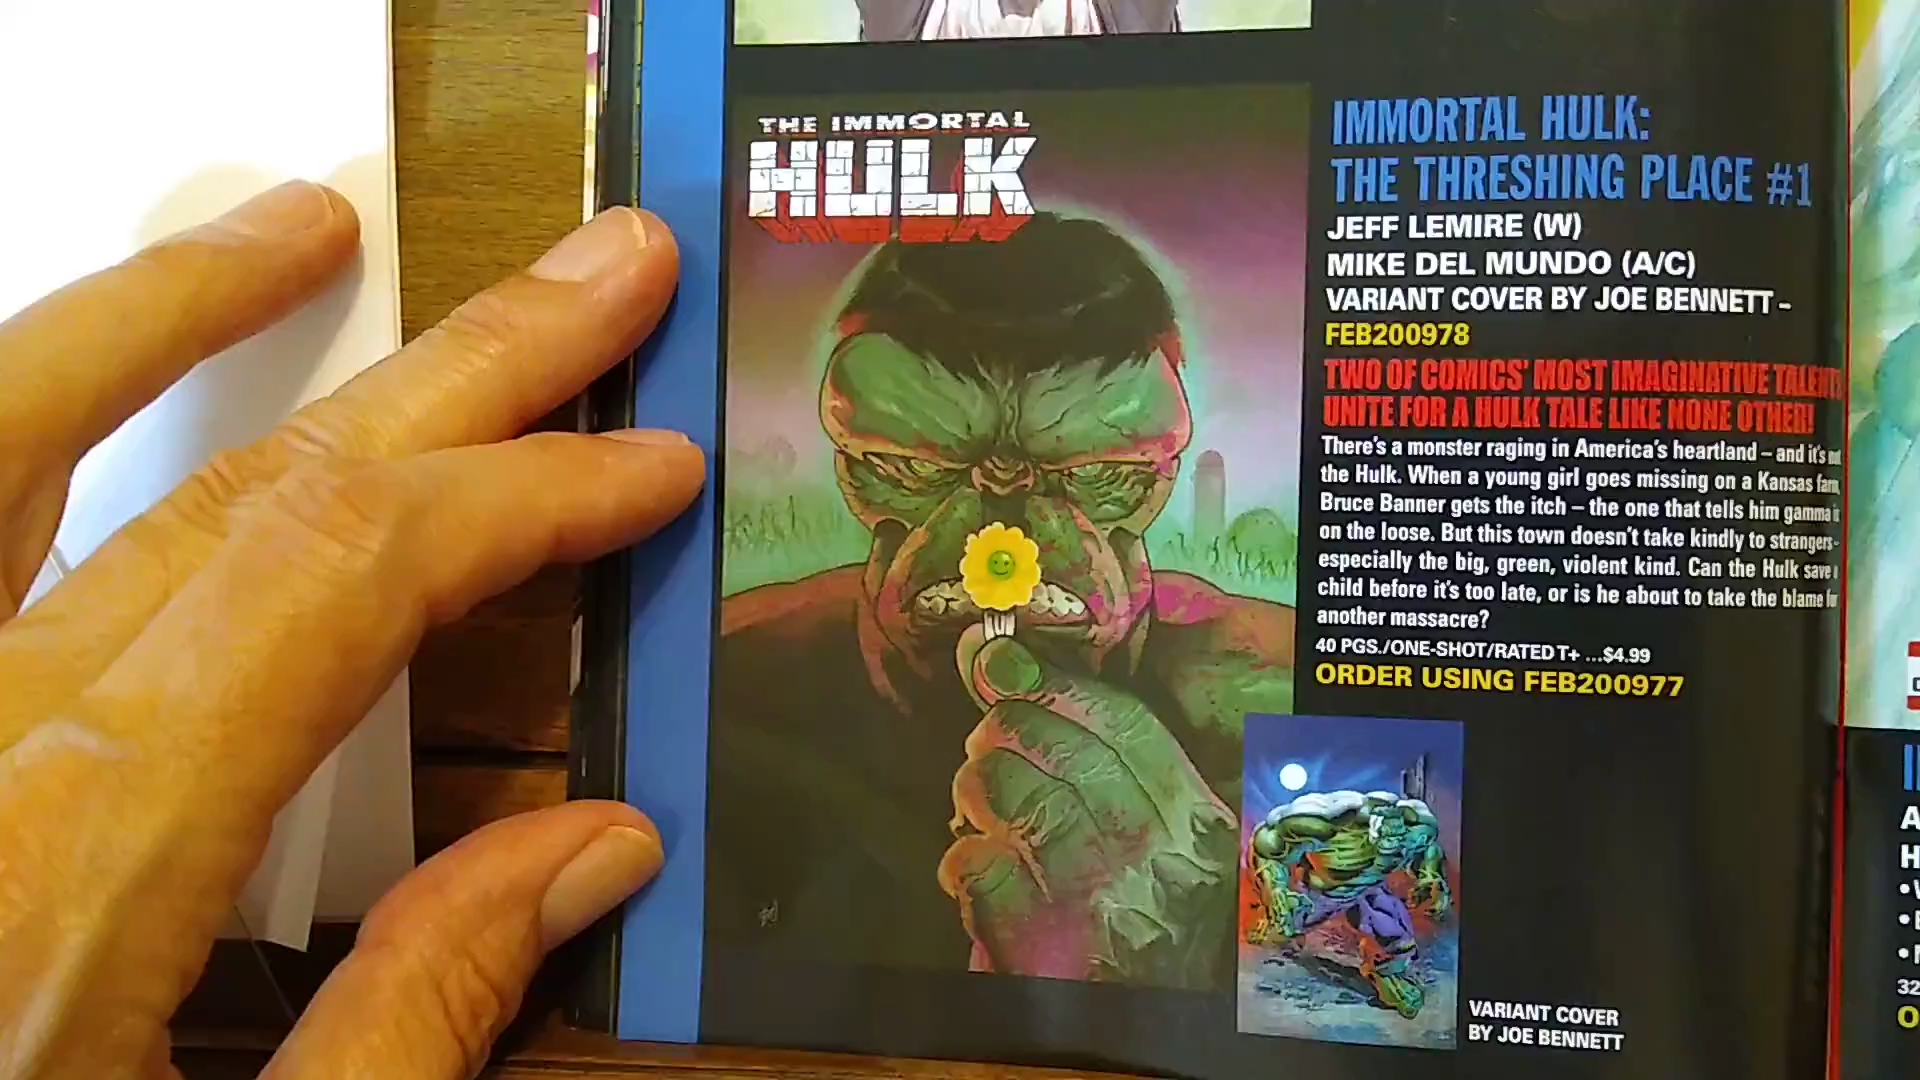 THE IMMORTAL
HULK
IMMORTAL HULK:
THE THRESHING PLACE #1
JEFF LEMIRE (W)
MIKE DEL MUNDO (A/C)
VARIANT COVER BY JOE BENNETT –
FEB200978
TWO OF COMICS' MOST IMAGINATIVE TALENTS
UNITE FOR A HULK TALE LIKE NONE OTHER!
There's a monster raging in America's heartland – and it's not
the Hulk. When a young girl goes missing on a Kansas farm,
Bruce Banner gets the itch – the one that tells him gamma is
on the loose. But this town doesn't take kindly to strangers–
especially the big, green, violent kind. Can the Hulk save a
child before it's too late, or is he about to take the blame for
another massacre?
40 PGS./ONE-SHOT/RATED T+ ...$4.99
ORDER USING FEB200977
VARIANT COVER
BY JOE BENNETT
32